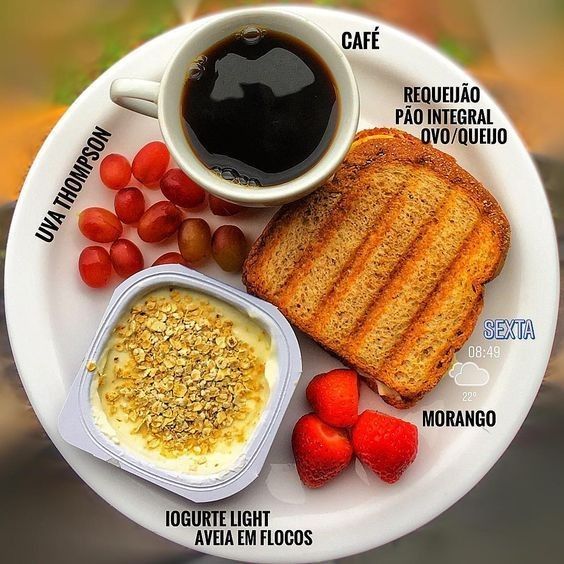 CAFÉ
REQUEIJÃO
PÃO INTEGRAL
OVO/QUEIJO
UVA THOMPSON
SEXTA
08:49
22°
MORANGO
IOGURTE LIGHT
AVEIA EM FLOCOS